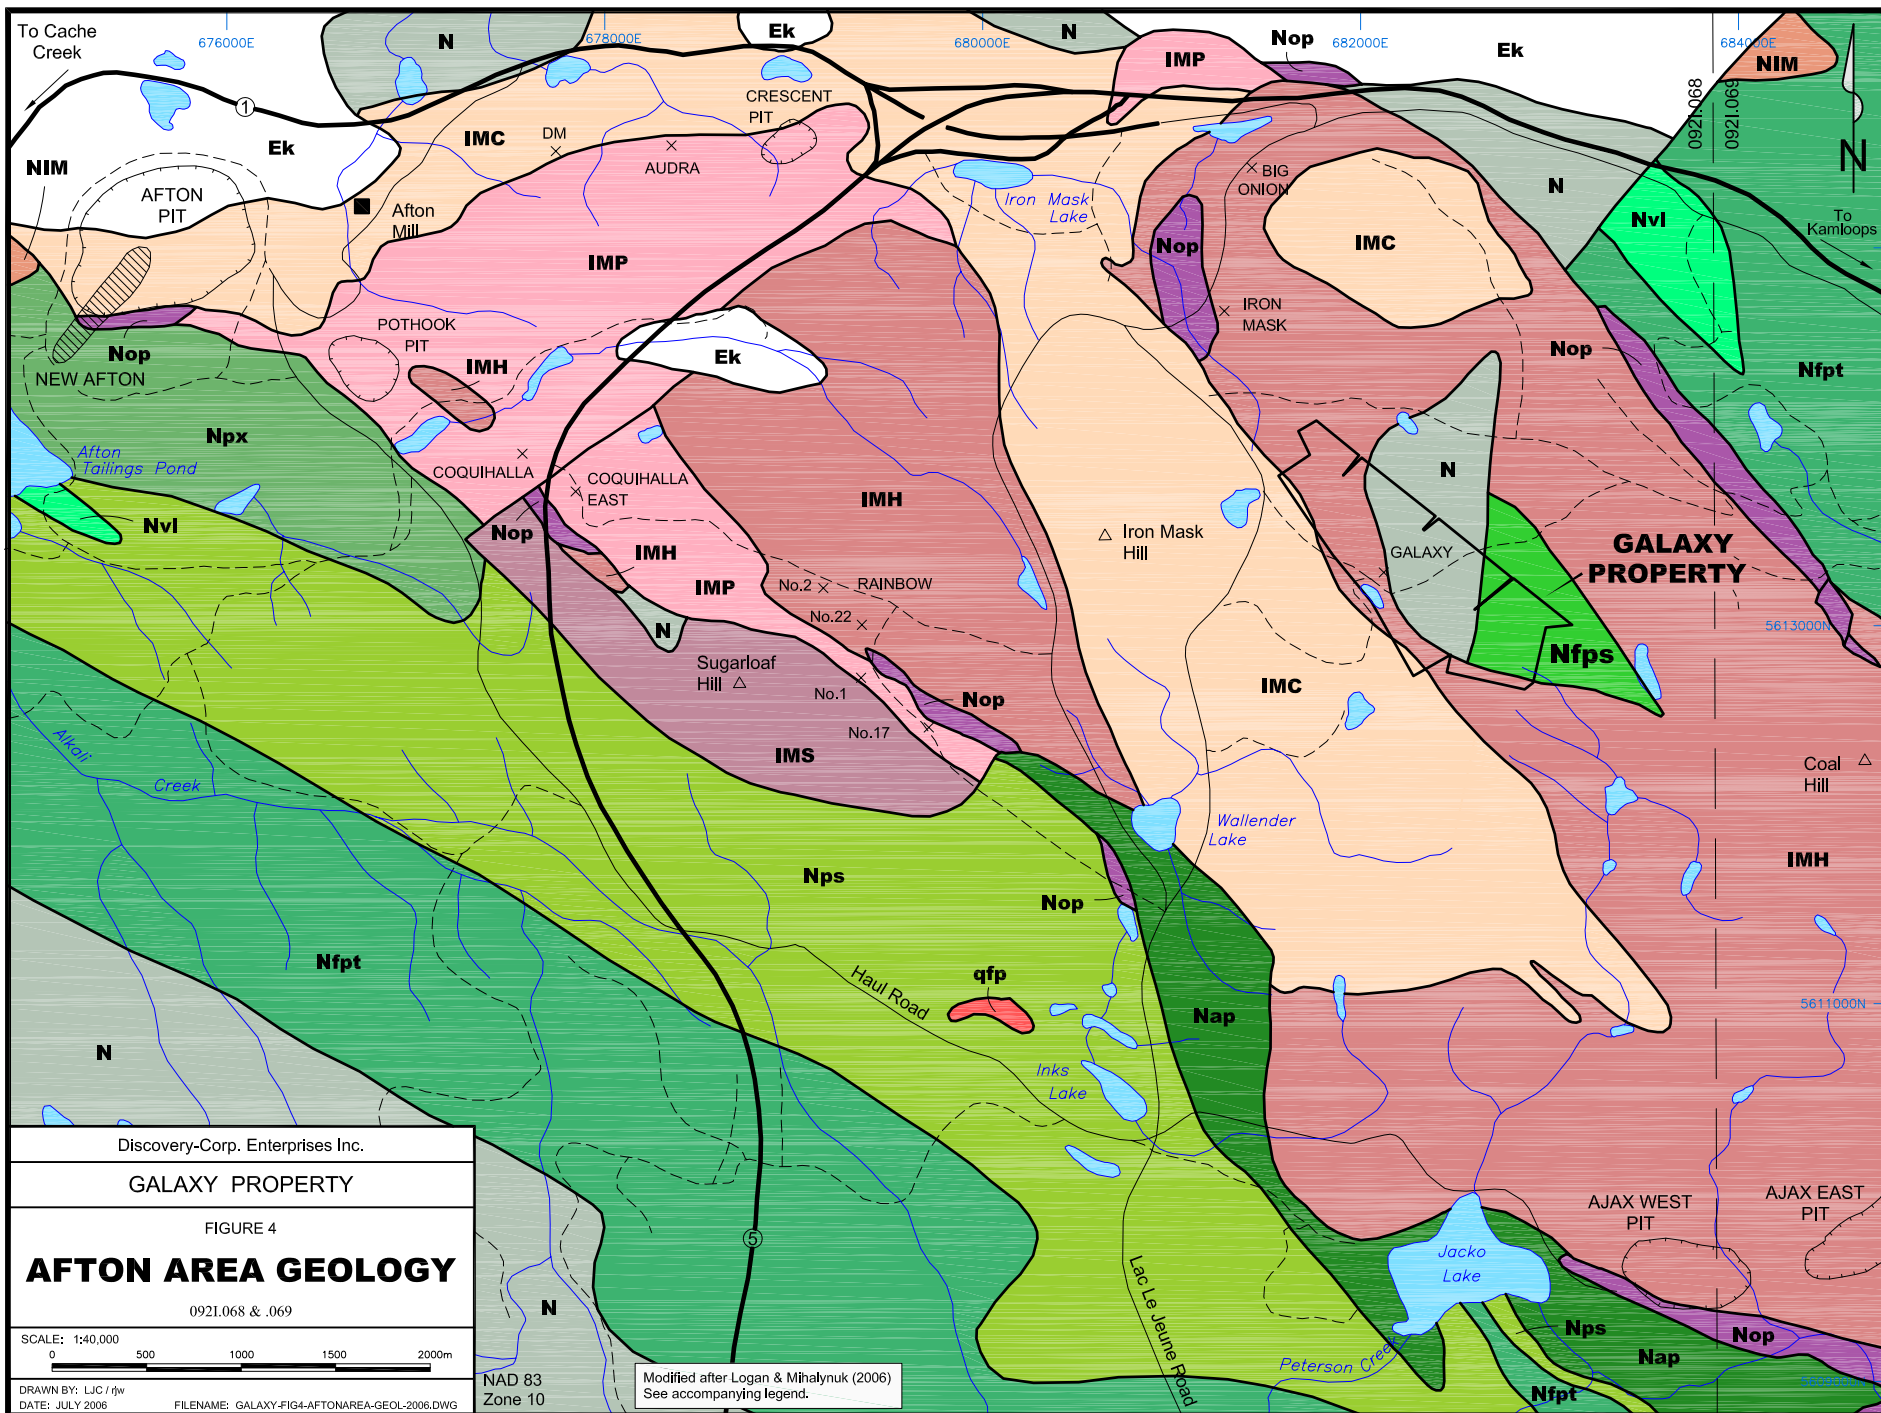 To Cache
Creek
676000E
N
678000E
Ek
680000E
N
Nop
682000E
Ek
684000E
NIM
IMP
092I.068
092I.069
N
1
Ek
IMC
DM
AUDRA
CRESCENT
PIT
NIM
AFTON
PIT
Afton
Mill
IMP
Iron Mask
Lake
BIG
ONION
N
Nvl
To
Kamloops
Nop
IMC
IRON
MASK
POTHOOK
PIT
IMH
Ek
Nop
Nop
NEW AFTON
Nfpt
Npx
Afton
Tailings Pond
COQUIHALLA
COQUIHALLA
EAST
IMH
N
Nvl
Nop
IMH
IMP
Iron Mask
Hill
GALAXY
GALAXY
PROPERTY
No.2
RAINBOW
No.22
N
5613000N
Nfps
Sugarloaf
Hill
No.1
Nop
IMC
No.17
IMS
Alkali
Creek
Coal
Hill
Wallender
Lake
IMH
Nps
Nop
Nfpt
qfp
Haul Road
Nap
5611000N
N
Inks
Lake
Discovery-Corp. Enterprises Inc.
GALAXY PROPERTY
FIGURE 4
AFTON AREA GEOLOGY
092I.068 & .069
SCALE: 1:40,000
0 500 1000 1500 2000m
DRAWN BY: LJC / rjw
DATE: JULY 2006
FILENAME: GALAXY-FIG4-AFTONAREA-GEOL-2006.DWG
AJAX WEST
PIT
AJAX EAST
PIT
5
Jacko
Lake
N
Lac Le Jeune Road
Nps
Nop
Peterson Creek
Nap
5609000N
Nfpt
NAD 83
Zone 10
Modified after Logan & Mihalynuk (2006)
See accompanying legend.